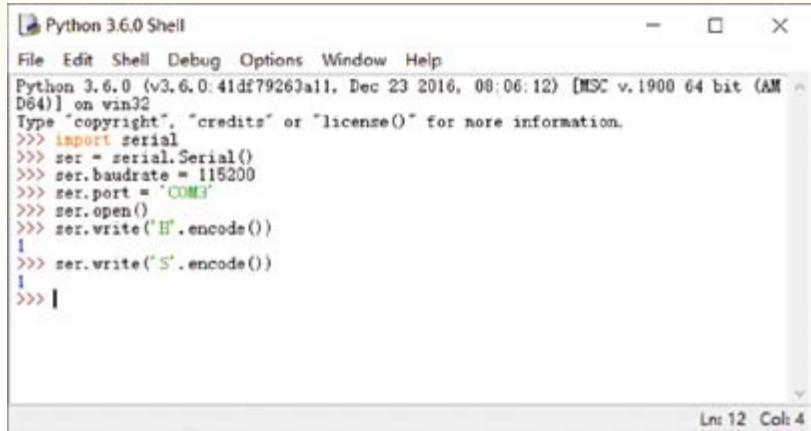 Python 3.6.0 Shell
File Edit Shell Debug Options Window Help
Python 3.6.0 (v3.6.0:41df79263a11, Dec 23 2016, 08:06:12) [MSC v.1900 64 bit (AM
D64)] on win32
Type "copyright", "credits" or "license()" for more information.
>>> import serial
>>> ser = serial.Serial()
>>> ser.baudrate = 115200
>>> ser.port = 'COM3'
>>> ser.open()
>>> ser.write('H'.encode())
1
>>> ser.write('S'.encode())
1
>>>
Ln: 12 Col: 4